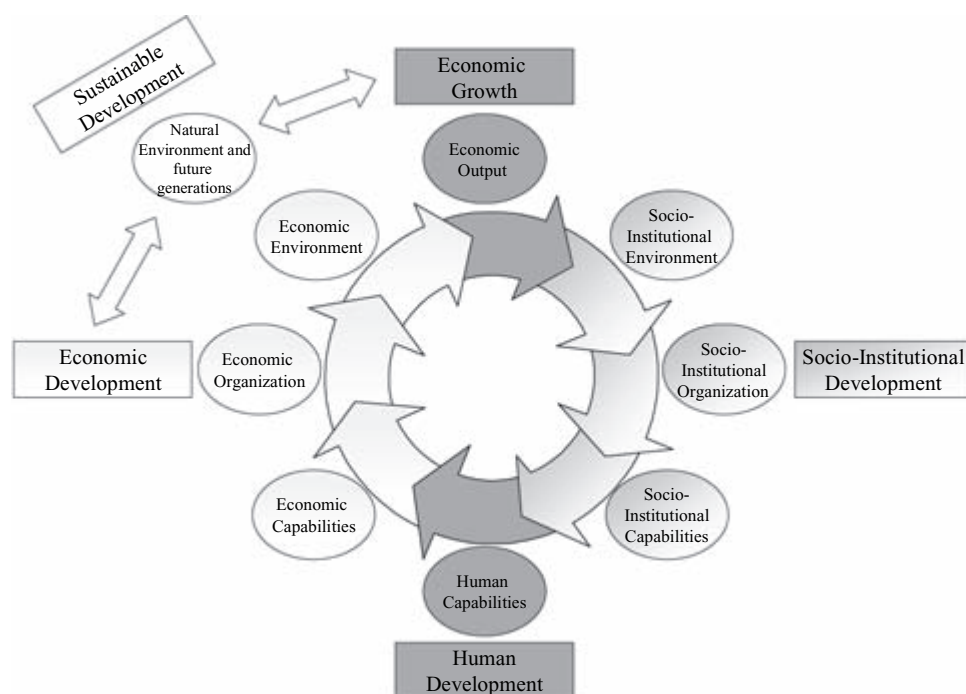 Sustainable
Development
Economic
Growth
Natural
Environment and
future
generations
Economic
Output
Economic
Environment
Socio-
Institutional
Environment
Economic
Development
Economic
Organization
Socio-
Institutional
Organization
Socio-Institutional
Development
Economic
Capabilities
Socio-
Institutional
Capabilities
Human
Capabilities
Human
Development